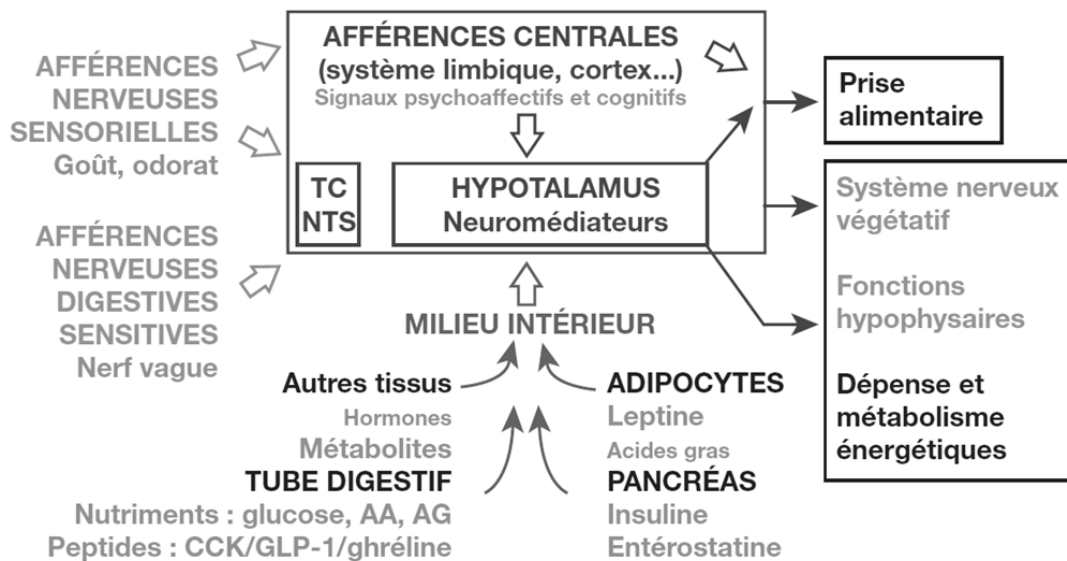 AFFÉRENCES
NERVEUSES
SENSORIELLES
Goût, odorat
AFFÉRENCES
NERVEUSES
DIGESTIVES
SENSITIVES
Nerf vague
AFFÉRENCES CENTRALES
(système limbique, cortex...)
Signaux psychoaffectifs et cognitifs
TC
NTS
HYPOTALAMUS
Neuromédiateurs
MILIEU INTÉRIEUR
Autres tissus
Hormones
Métabolites
TUBE DIGESTIF
Nutriments : glucose, AA, AG
Peptides : CCK/GLP-1/ghréline
ADIPOCYTES
Leptine
Acides gras
PANCRÉAS
Insuline
Entérostatine
Prise
alimentaire
Système nerveux
végétatif
Fonctions
hypophysaires
Dépense et
métabolisme
énergétiques